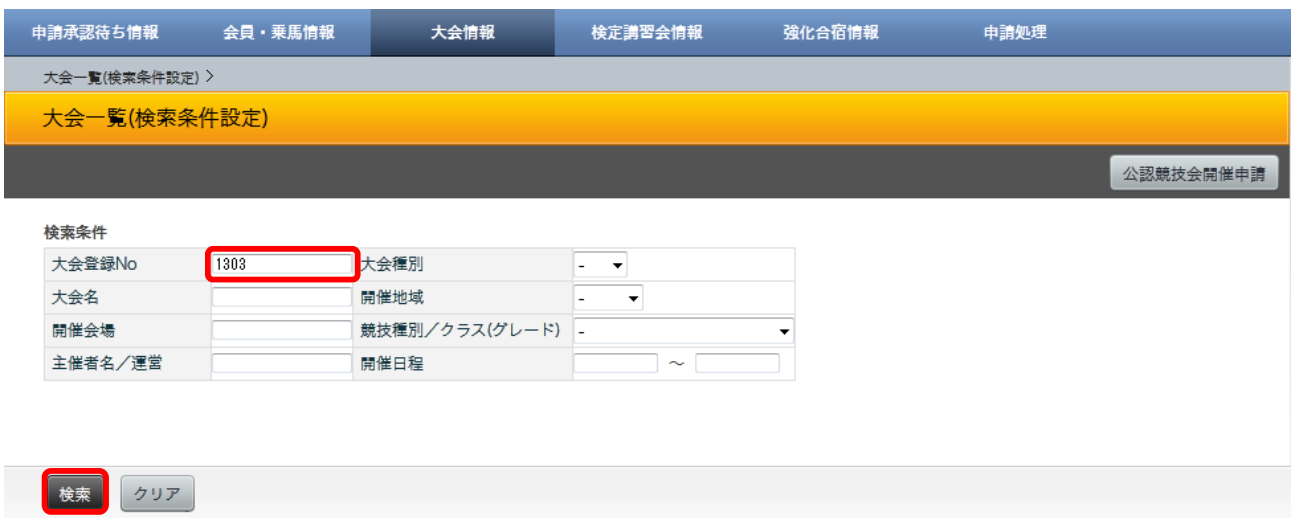 申請承認待ち情報 会員・乗馬情報 大会情報 検定講習会情報 強化合宿情報 申請処理
大会一覧(検索条件設定) >
大会一覧(検索条件設定)
公認競技会開催申請
検索条件
大会登録No 1303 大会種別 -
大会名 開催地域 -
開催会場 競技種別／クラス(グレード) -
主催者名／運営 開催日程 ～
検索 クリア